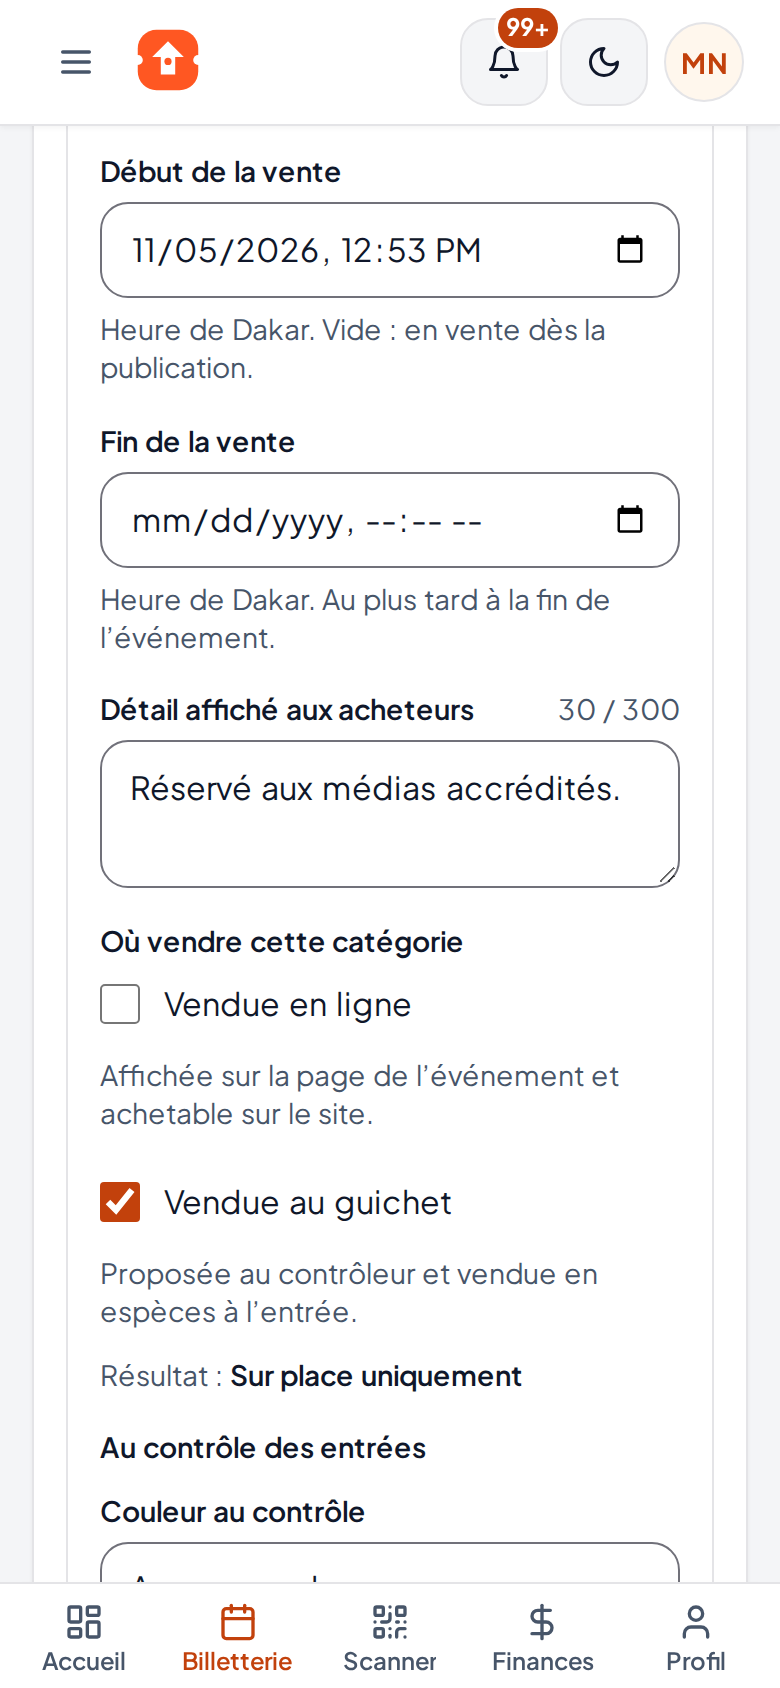 99+
MN
Début de la vente
11/05/2026, 12:53 PM
Heure de Dakar. Vide : en vente dès la
publication.
Fin de la vente
mm/dd/yyyy, --:-- --
Heure de Dakar. Au plus tard à la fin de
l’événement.
Détail affiché aux acheteurs 30 / 300
Réservé aux médias accrédités.
Où vendre cette catégorie
Vendue en ligne
Affichée sur la page de l’événement et
achetable sur le site.
Vendue au guichet
Proposée au contrôleur et vendue en
espèces à l’entrée.
Résultat : Sur place uniquement
Au contrôle des entrées
Couleur au contrôle
Accueil Billetterie Scanner Finances Profil